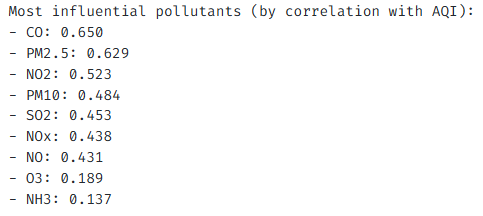 Most influential pollutants (by correlation with AQI):
- CO: 0.650
- PM2.5: 0.629
- NO2: 0.523
- PM10: 0.484
- SO2: 0.453
- NOx: 0.438
- NO: 0.431
- O3: 0.189
- NH3: 0.137